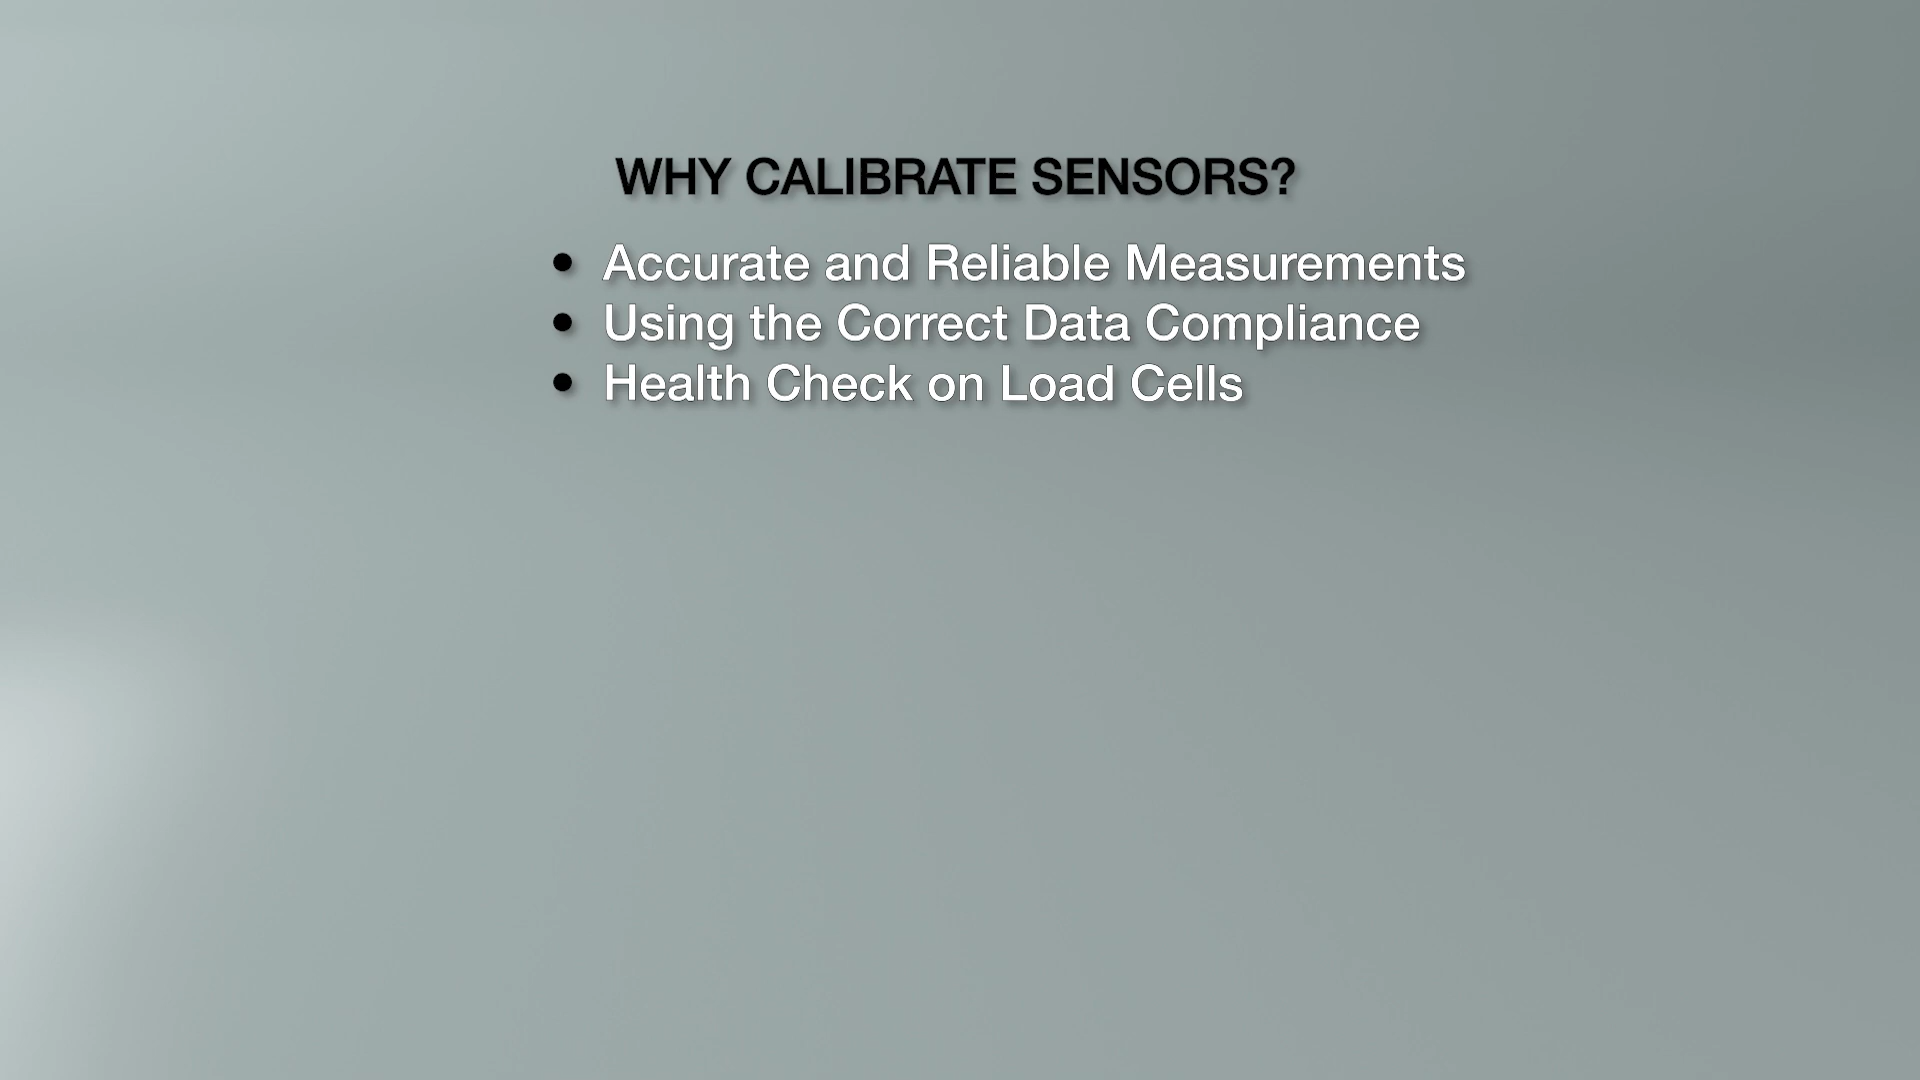 WHY CALIBRATE SENSORS?
• Accurate and Reliable Measurements
• Using the Correct Data Compliance
• Health Check on Load Cells